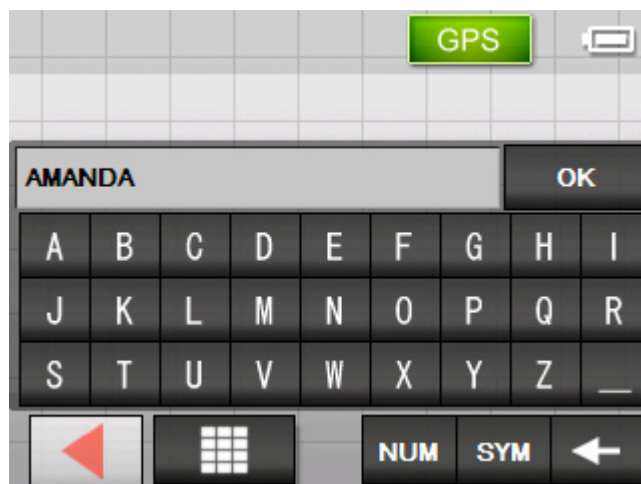 GPS
AMANDA OK
A B C D E F G H I
J K L M N O P Q R
S T U V W X Y Z _
NUM SYM